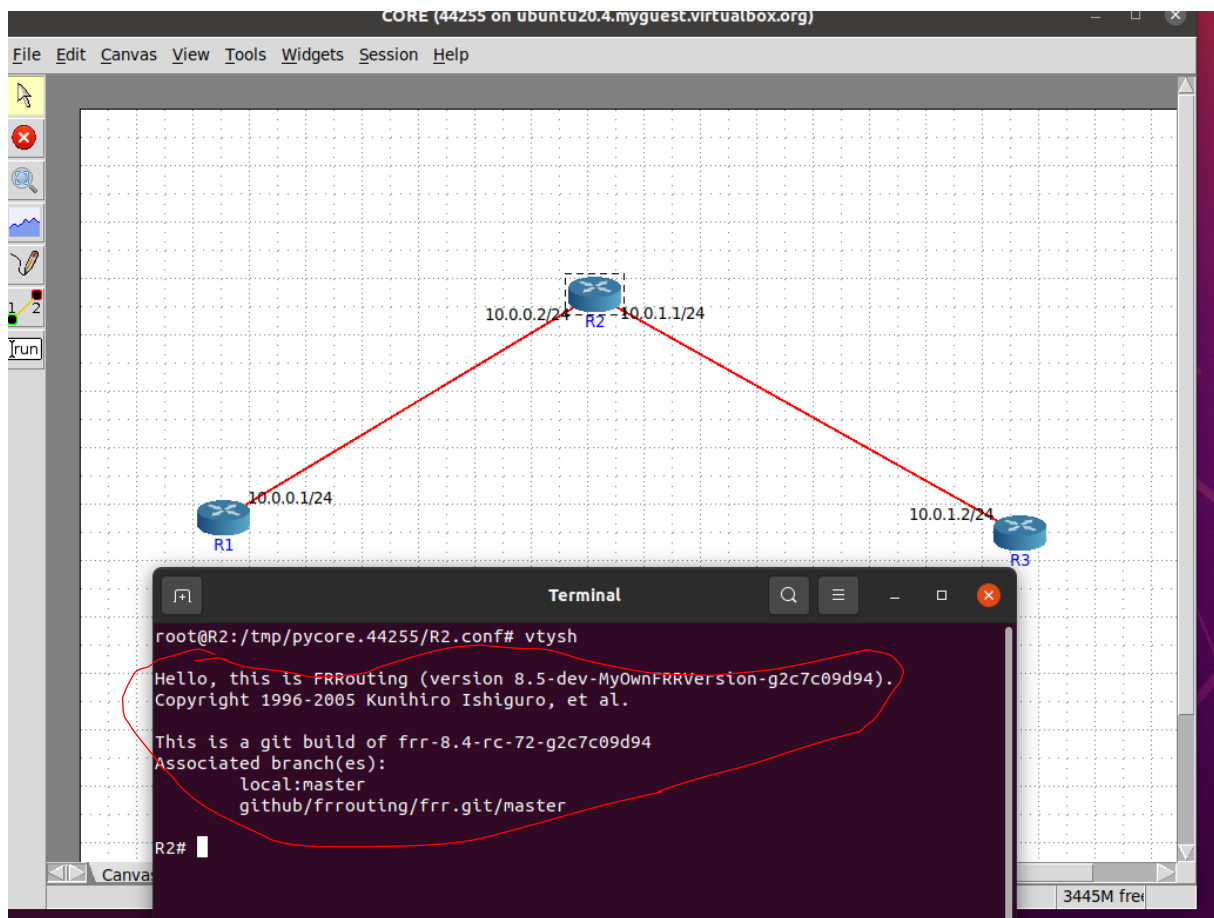 CORE (44255 on ubuntu20.4.myguest.virtualbox.org)
File Edit Canvas View Tools Widgets Session Help
1 2
run
10.0.0.2/24
10.0.1.1/24
R2
10.0.0.1/24
R1
10.0.1.2/24
R3
Terminal
root@R2:/tmp/pycore.44255/R2.conf# vtysh
Hello, this is FRRouting (version 8.5-dev-MyOwnFRRVersion-g2c7c09d94).
Copyright 1996-2005 Kunihiro Ishiguro, et al.
This is a git build of frr-8.4-rc-72-g2c7c09d94
Associated branch(es):
local:master
github/frrouting/frr.git/master
R2#
Canvas
3445M free